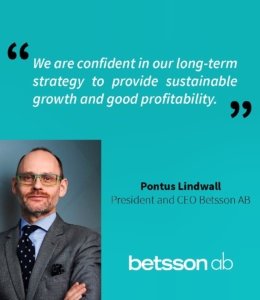 “We are confident in our long-term
strategy to provide sustainable
growth and good profitability.”
Pontus Lindwall
President and CEO Betsson AB
betsson ab